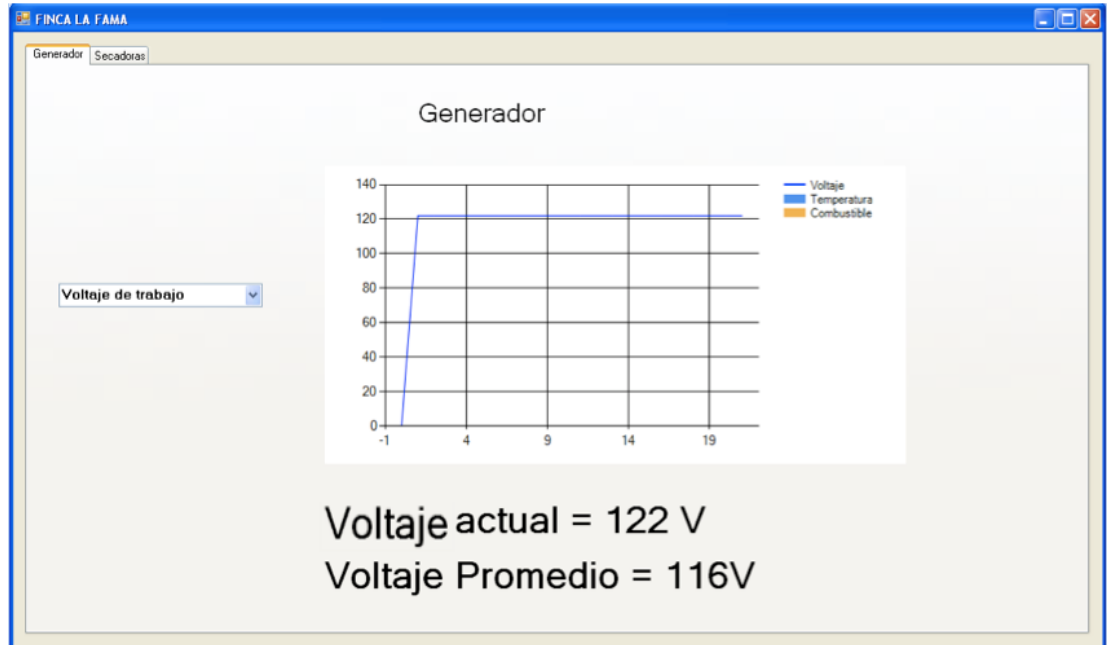 FINCA LA FAMA
Generador Secadoras
Generador
Voltaje de trabajo
140
120
100
80
60
40
20
0
-1 4 9 14 19
Voltaje
Temperatura
Combustible
Voltaje actual = 122 V
Voltaje Promedio = 116V